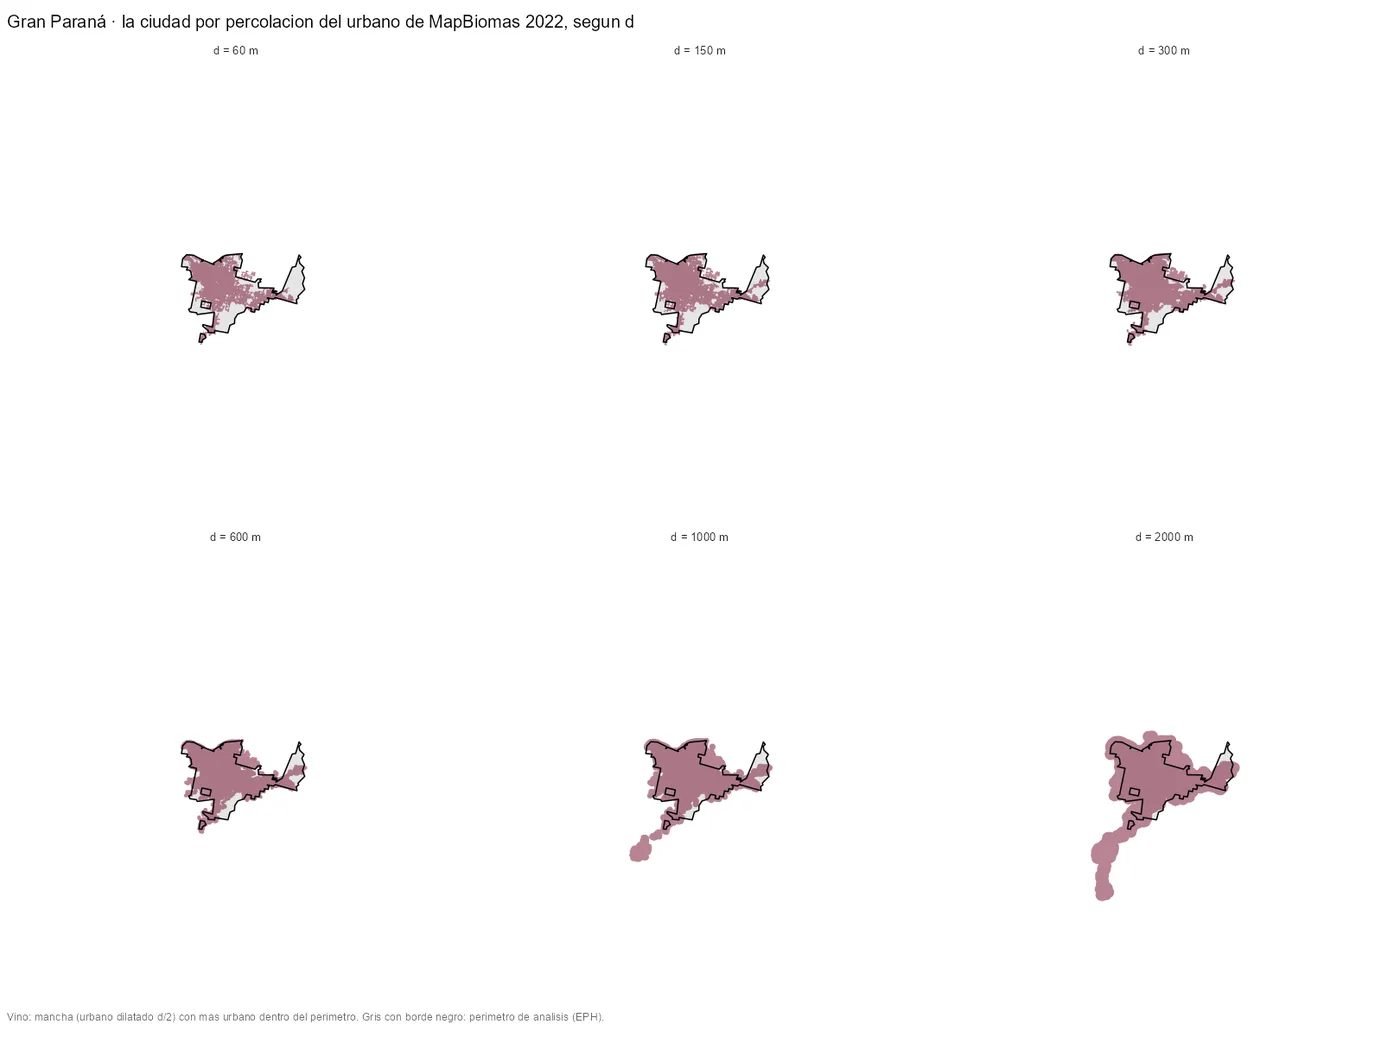 Gran Paraná · la ciudad por percolacion del urbano de MapBiomas 2022, segun d
d = 60 m
d = 150 m
d = 300 m
d = 600 m
d = 1000 m
d = 2000 m
Vino: mancha (urbano dilatado d/2) con mas urbano dentro del perimetro. Gris con borde negro: perimetro de analisis (EPH).